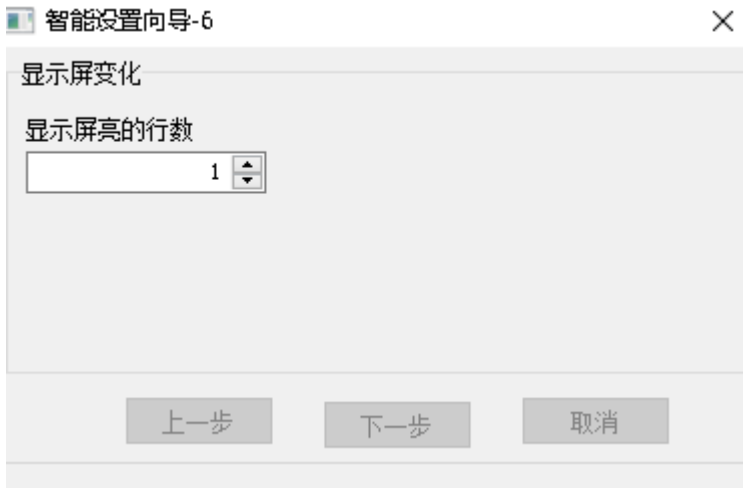 智能设置向导-6
显示屏变化
显示屏亮的行数
1
上一步 下一步 取消